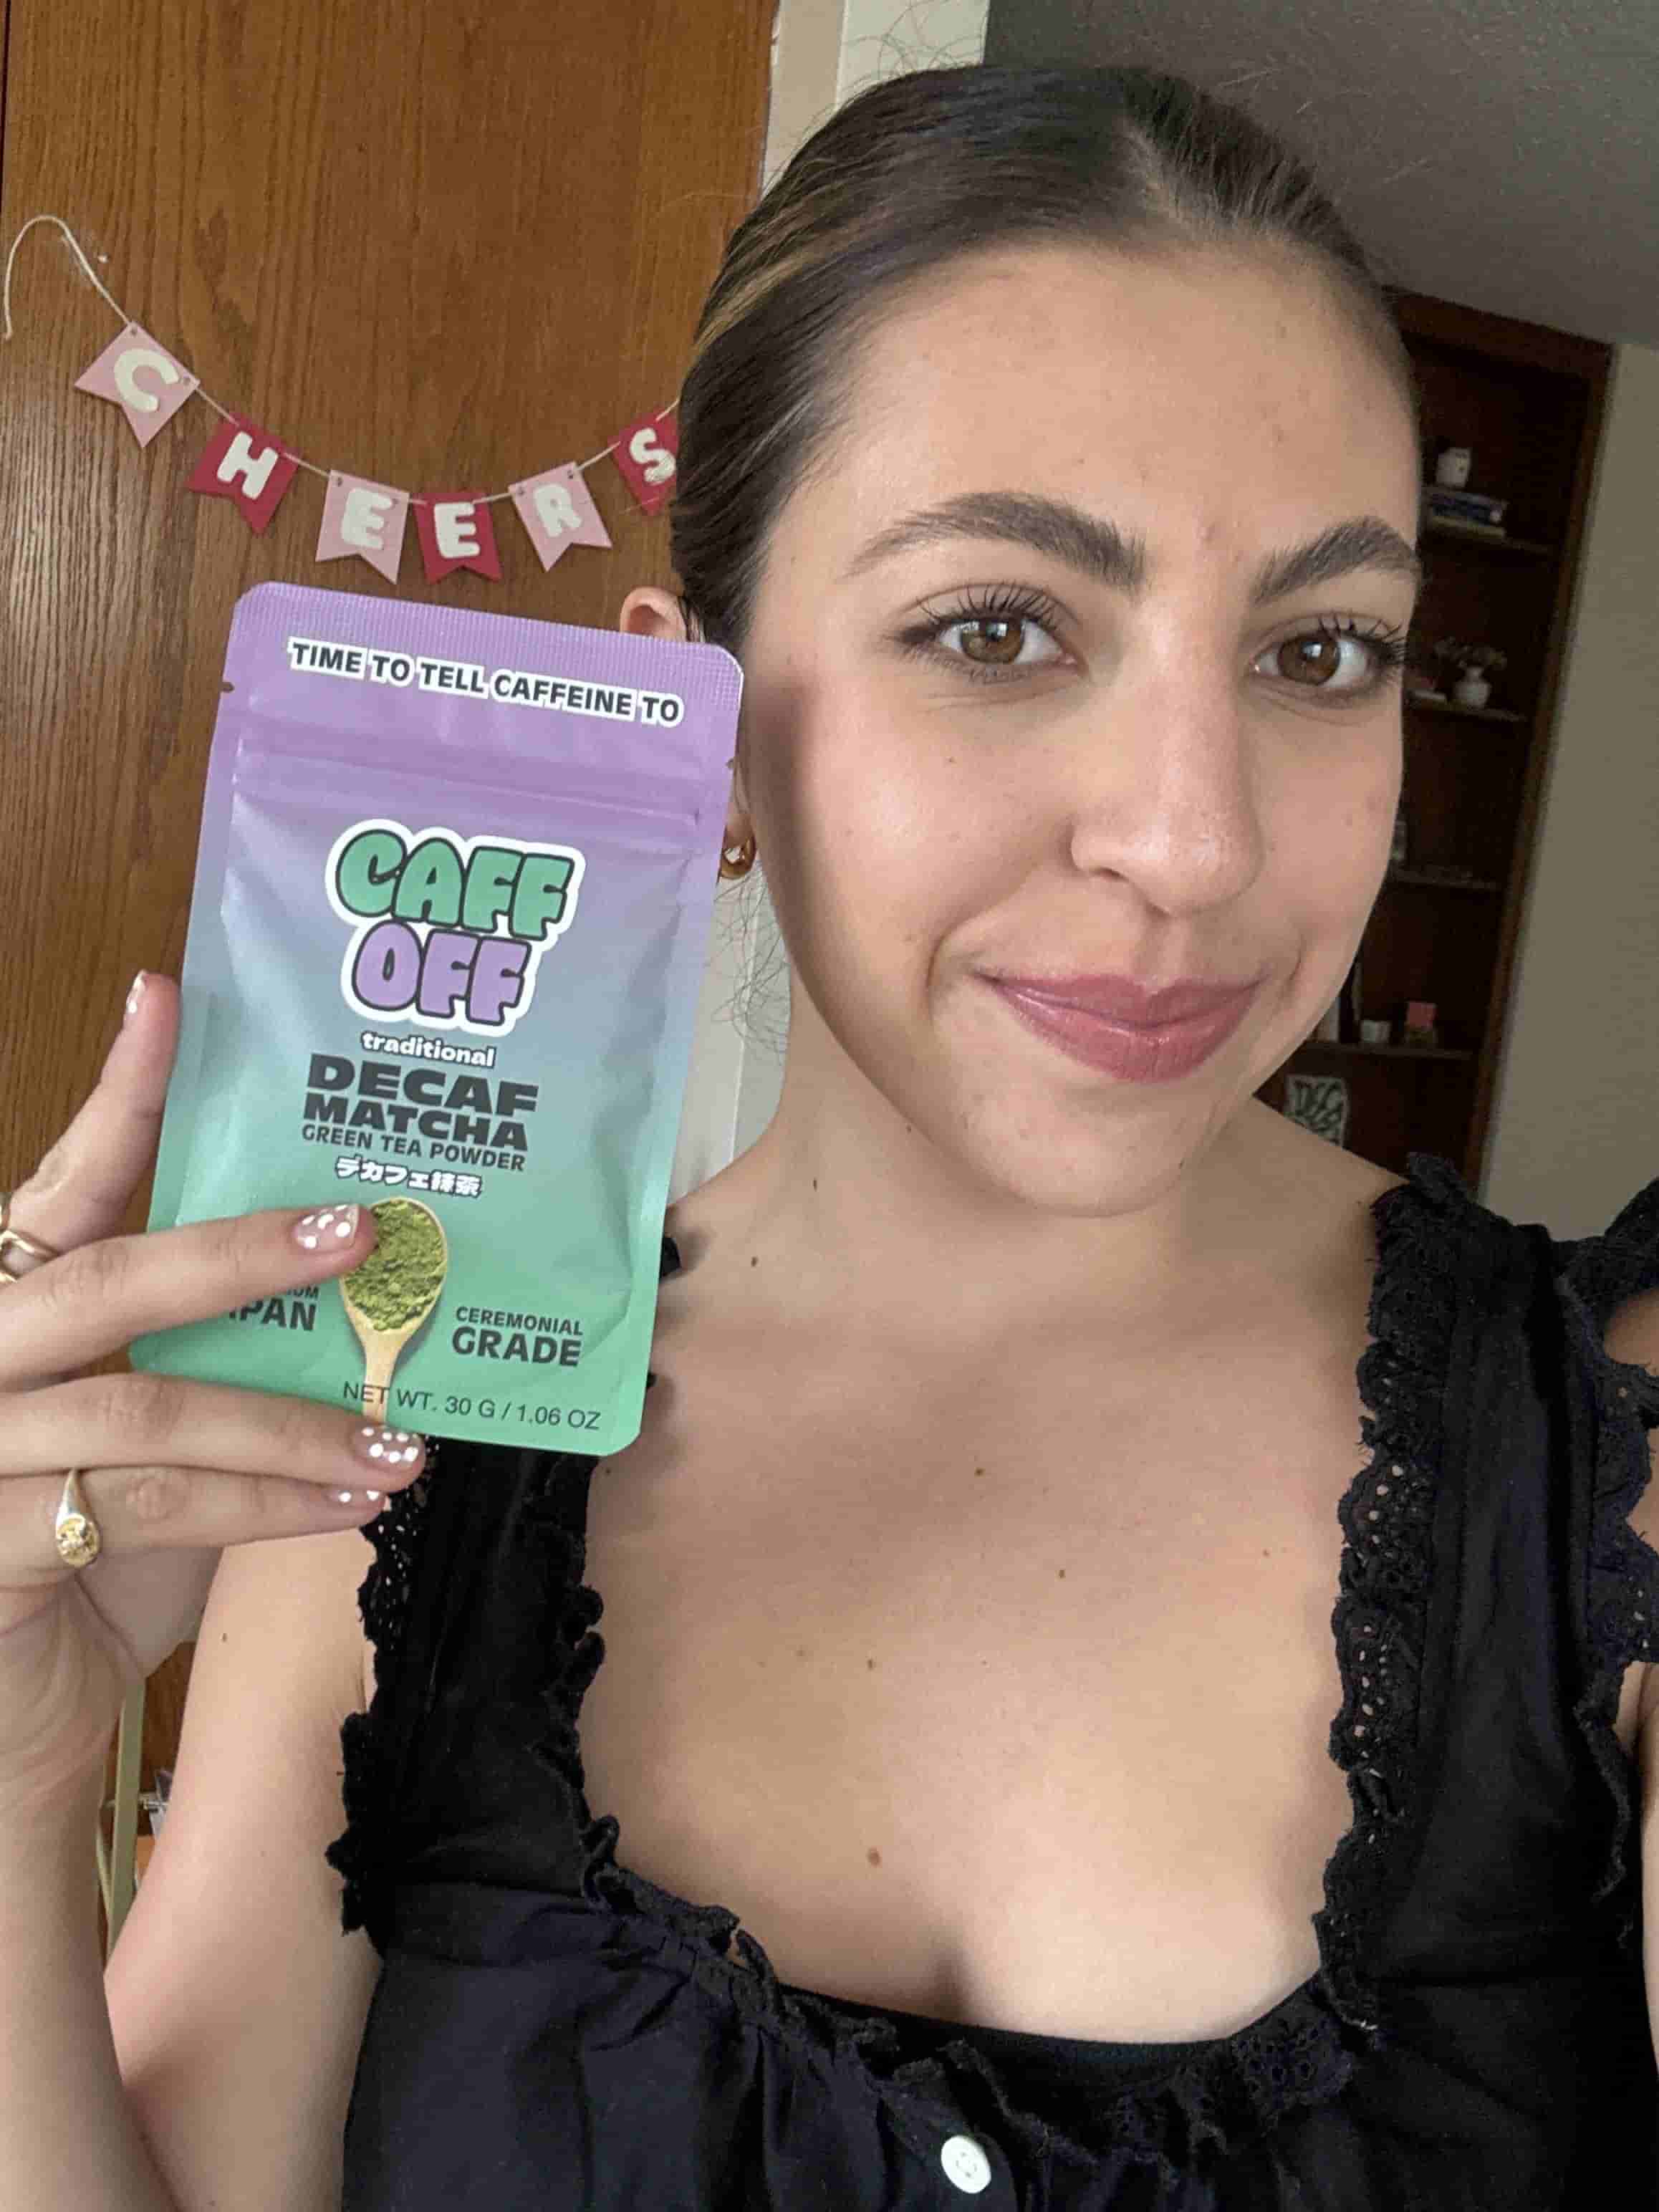 CHEERS
TIME TO TELL CAFFEINE TO
CAFF
OFF
traditional
DECAF
MATCHA
GREEN TEA POWDER
デカフェ抹茶
CEREMONIAL
GRADE
NET WT. 30 G / 1.06 OZ